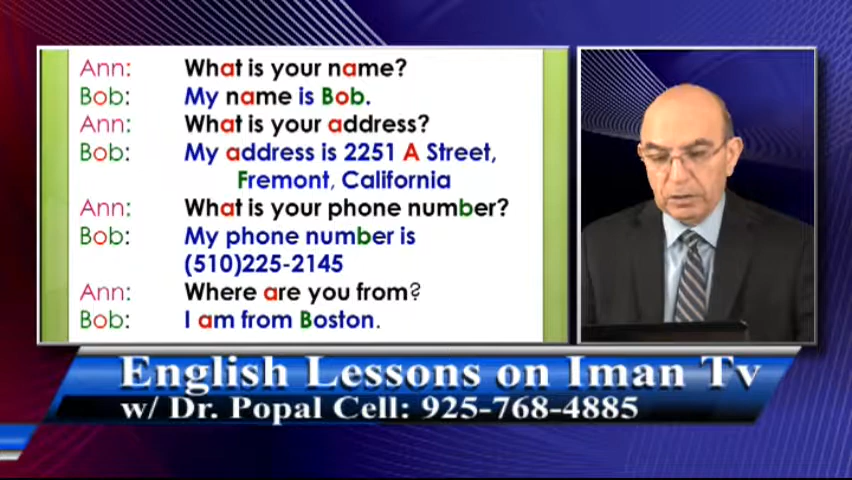 Ann: What is your name?
Bob: My name is Bob.
Ann: What is your address?
Bob: My address is 2251 A Street,
Fremont, California
Ann: What is your phone number?
Bob: My phone number is
(510)225-2145
Ann: Where are you from?
Bob: I am from Boston.
English Lessons on Iman Tv
w/ Dr. Popal Cell: 925-768-4885